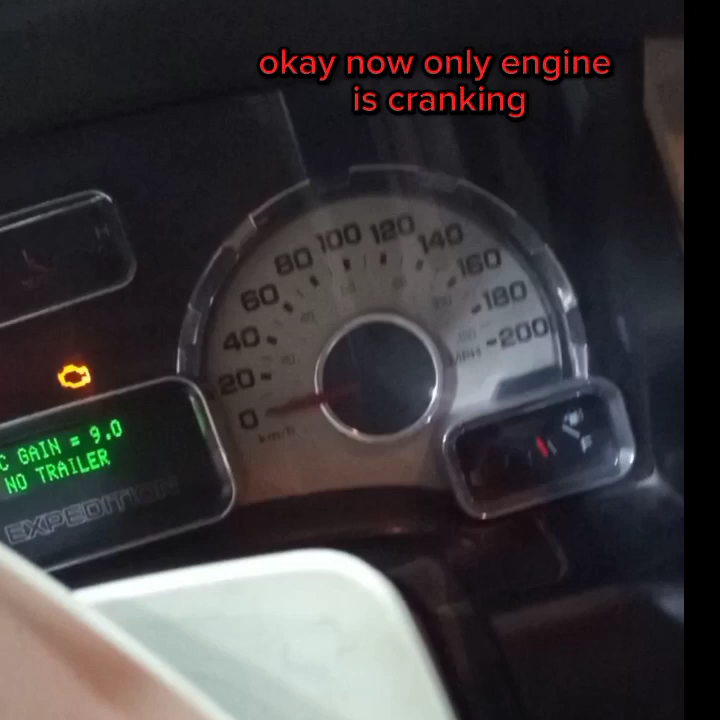 okay now only engine
is cranking
0
20
40
60
80
100
120
140
160
180
200
MPH
km/h
C GAIN = 9.0
NO TRAILER
EXPEDITION